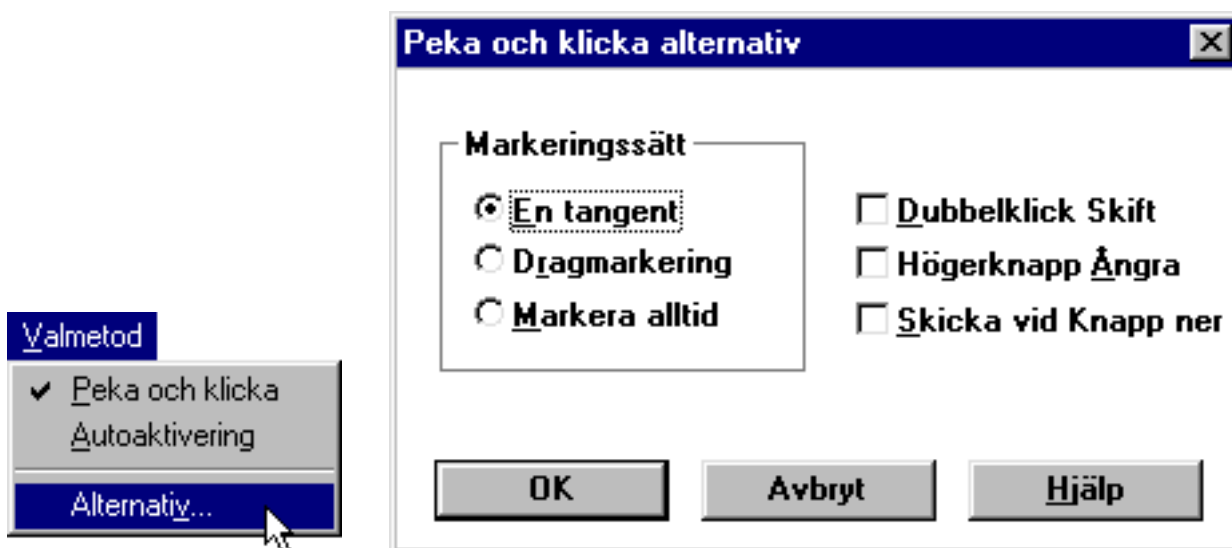 Peka och klicka alternativ
Markeringssätt
En tangent
Dragmarkering
Markera alltid
Dubbelklick Skift
Högerknapp Ångra
Skicka vid Knapp ner
OK
Avbryt
Hjälp
Valmetod
Peka och klicka
Autoaktivering
Alternativ...